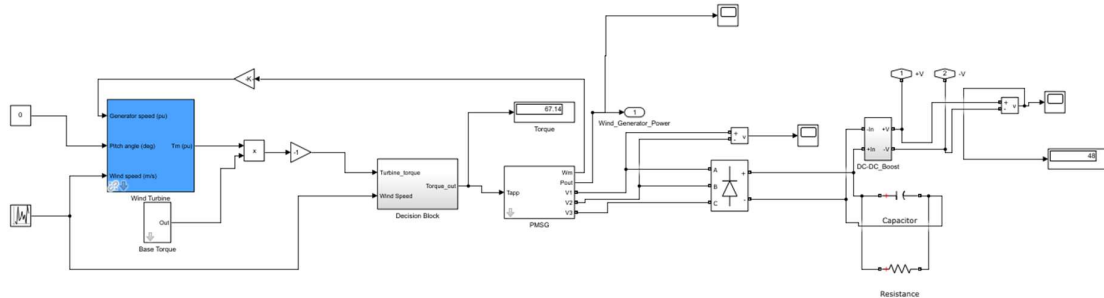 1
+V
2
-V
-K
0
Generator speed (pu)
Pitch angle (deg)
Wind speed (m/s)
Tm (pu)
Wind Turbine
x
-1
Out
Base Torque
Turbine_torque
Wind Speed
Torque_out
Decision Block
67.14
Torque
1
Wind_Generator_Power
Tapp
Wm
Pout
V1
V2
V3
PMSG
+
-
v
A
B
C
+
-
-In
+In
+V
-V
DC-DC_Boost
+
-
v
48
Capacitor
Resistance